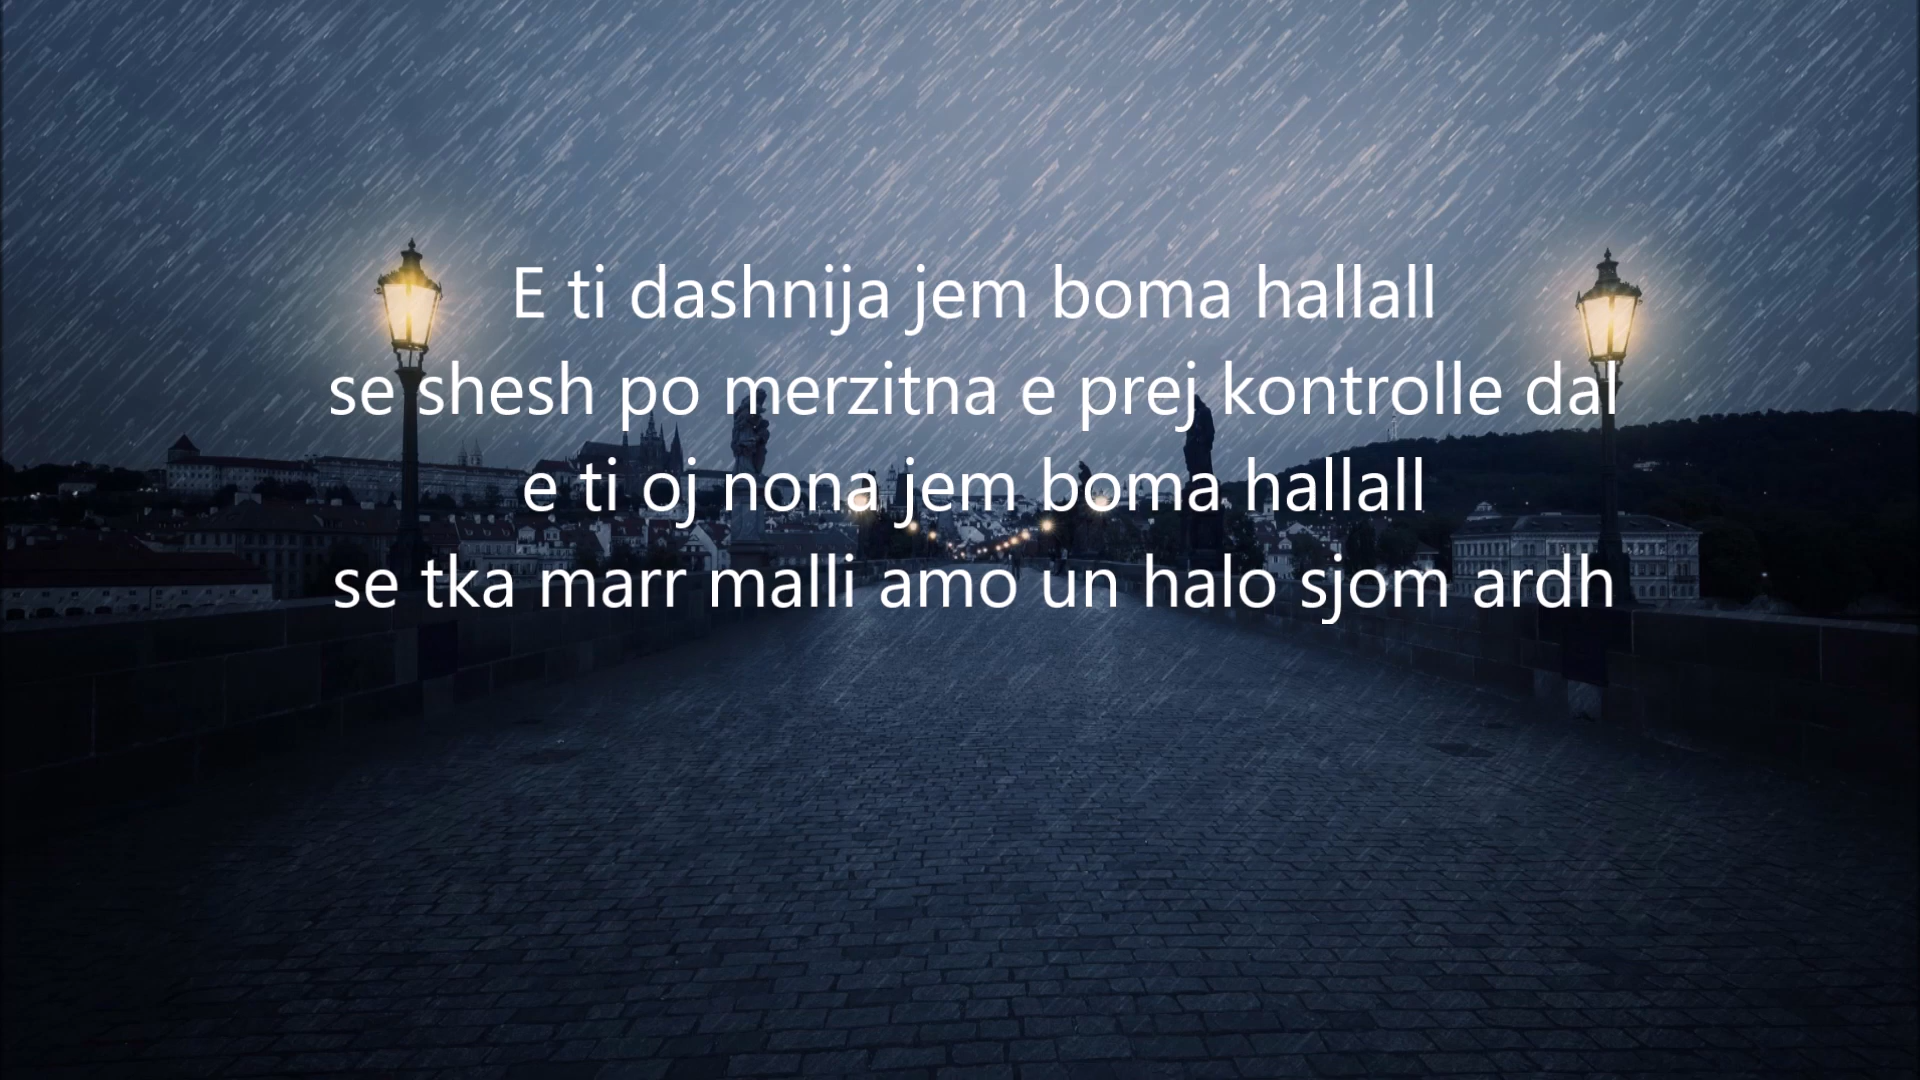 E ti dashnija jem boma hallall
se shesh po merzitna e prej kontrolle dal
e ti oj nona jem boma hallall
se tka marr malli amo un halo sjom ardh